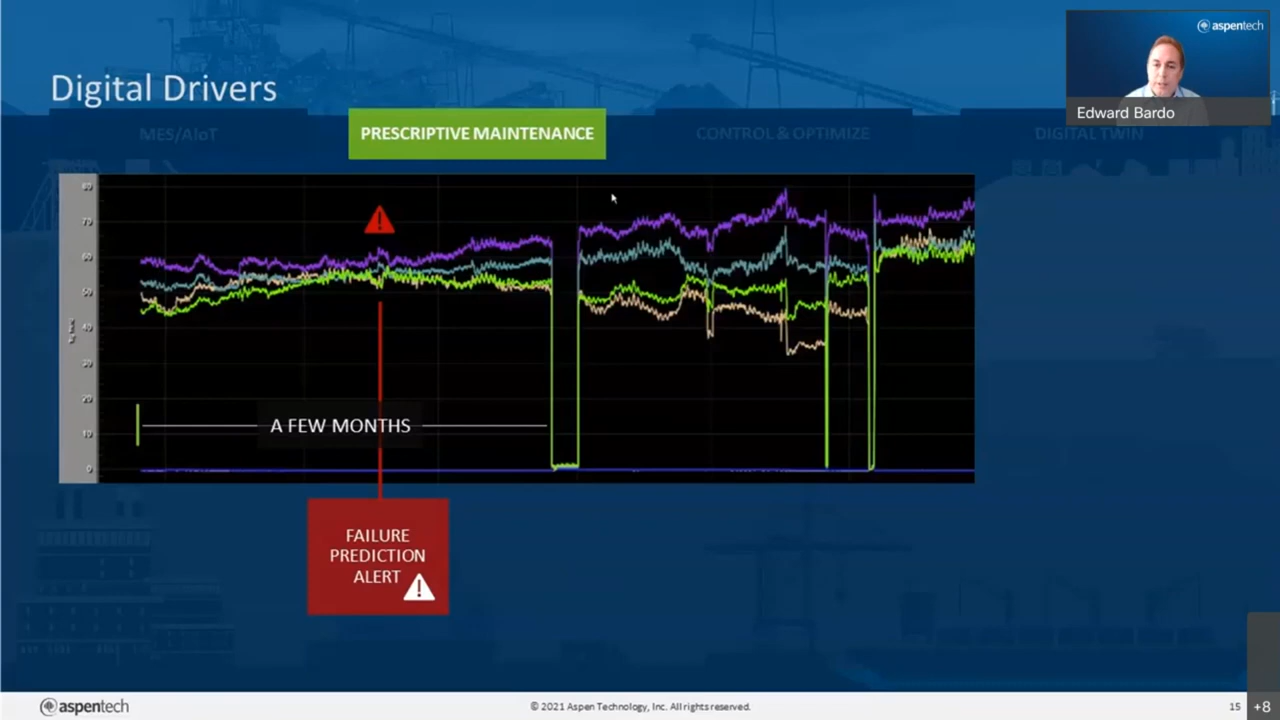 aspentech
Edward Bardo
Digital Drivers
MES/AIoT
PRESCRIPTIVE MAINTENANCE
CONTROL & OPTIMIZE
DIGITAL TWIN
80
70
60
50
40
30
20
10
0
A FEW MONTHS
FAILURE
PREDICTION
ALERT
aspentech
© 2021 Aspen Technology, Inc. All rights reserved.
15
+8